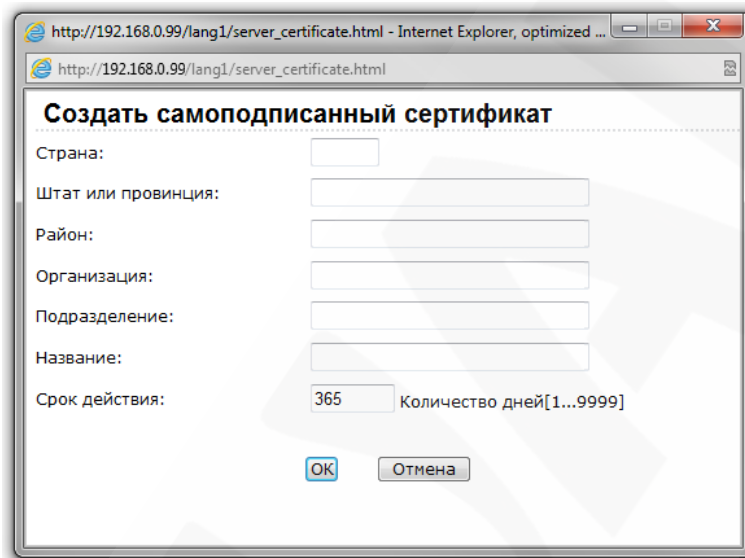 http://192.168.0.99/lang1/server_certificate.html - Internet Explorer, optimized ...
http://192.168.0.99/lang1/server_certificate.html
Создать самоподписанный сертификат
Страна:
Штат или провинция:
Район:
Организация:
Подразделение:
Название:
Срок действия: 365 Количество дней[1...9999]
OK Отмена